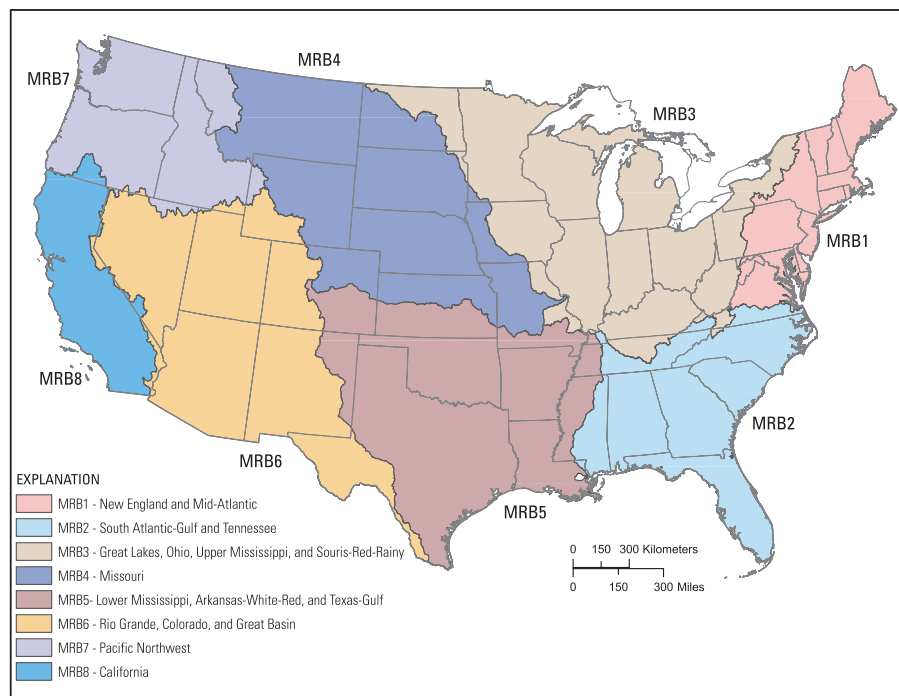 MRB4
MRB7
MRB3
MRB1
MRB8
MRB2
MRB6
MRB5
EXPLANATION
MRB1 - New England and Mid-Atlantic
MRB2 - South Atlantic-Gulf and Tennessee
MRB3 - Great Lakes, Ohio, Upper Mississippi, and Souris-Red-Rainy
MRB4 - Missouri
MRB5- Lower Mississippi, Arkansas-White-Red, and Texas-Gulf
MRB6 - Rio Grande, Colorado, and Great Basin
MRB7 - Pacific Northwest
MRB8 - California
0 150 300 Kilometers
0 150 300 Miles